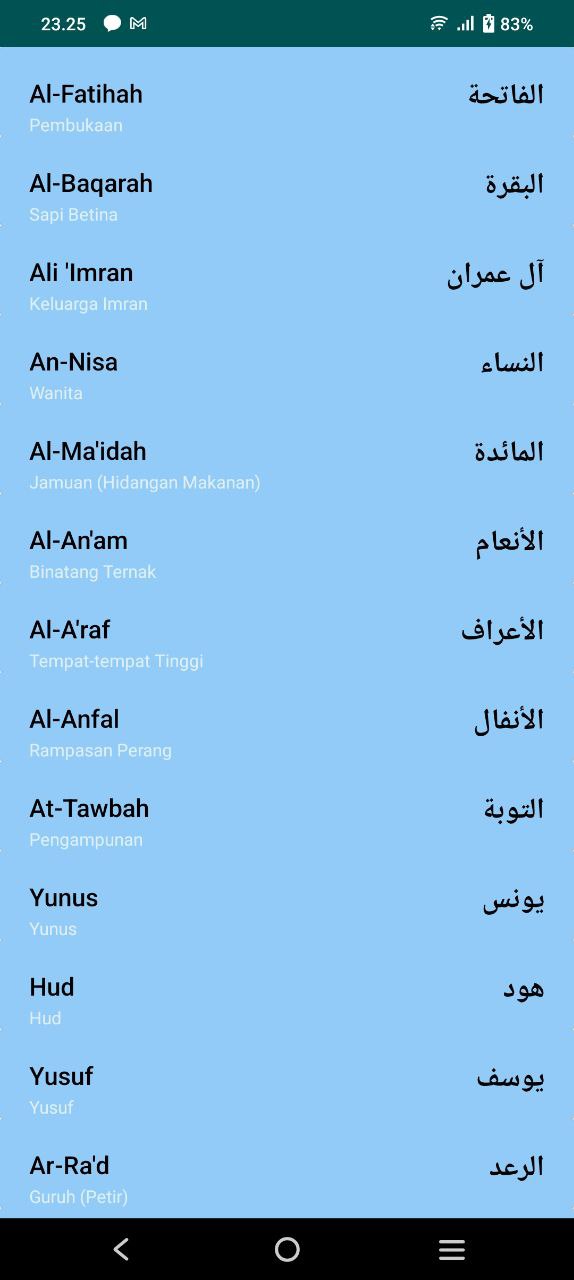 23.25 83%
Al-Fatihah الفاتحة
Pembukaan
Al-Baqarah البقرة
Sapi Betina
Ali 'Imran آل عمران
Keluarga Imran
An-Nisa النساء
Wanita
Al-Ma'idah المائدة
Jamuan (Hidangan Makanan)
Al-An'am الأنعام
Binatang Ternak
Al-A'raf الأعراف
Tempat-tempat Tinggi
Al-Anfal الأنفال
Rampasan Perang
At-Tawbah التوبة
Pengampunan
Yunus يونس
Yunus
Hud هود
Hud
Yusuf يوسف
Yusuf
Ar-Ra'd الرعد
Guruh (Petir)